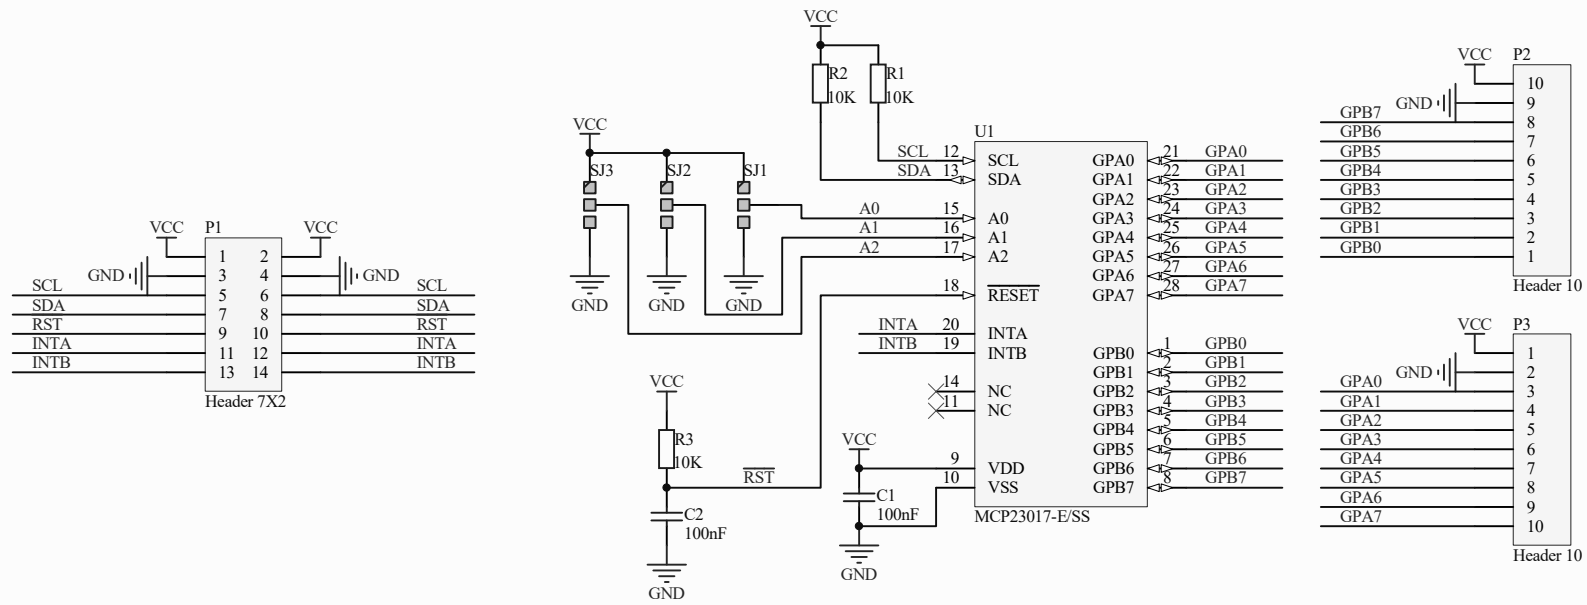 VCC
P1
VCC
1 2
GND 3 4 GND
SCL 5 6 SCL
SDA 7 8 SDA
RST 9 10 RST
INTA 11 12 INTA
INTB 13 14 INTB
Header 7X2
VCC
R2
10K
R1
10K
VCC
SJ3
SJ2
SJ1
GND
GND
GND
A0
A1
A2
VCC
R3
10K
RST
C2
100nF
GND
VCC
C1
100nF
GND
U1
SCL 12 SCL
SDA 13 SDA
15 A0
16 A1
17 A2
18 RESET
INTA 20 INTA
INTB 19 INTB
14 NC
11 NC
9 VDD
10 VSS
GPA0 21 GPA0
GPA1 22 GPA1
GPA2 23 GPA2
GPA3 24 GPA3
GPA4 25 GPA4
GPA5 26 GPA5
GPA6 27 GPA6
GPA7 28 GPA7
GPB0 1 GPB0
GPB1 2 GPB1
GPB2 3 GPB2
GPB3 4 GPB3
GPB4 5 GPB4
GPB5 6 GPB5
GPB6 7 GPB6
GPB7 8 GPB7
MCP23017-E/SS
VCC
P2
10
GND 9
GPB7 8
GPB6 7
GPB5 6
GPB4 5
GPB3 4
GPB2 3
GPB1 2
GPB0 1
Header 10
VCC
P3
1
GND 2
GPA0 3
GPA1 4
GPA2 5
GPA3 6
GPA4 7
GPA5 8
GPA6 9
GPA7 10
Header 10